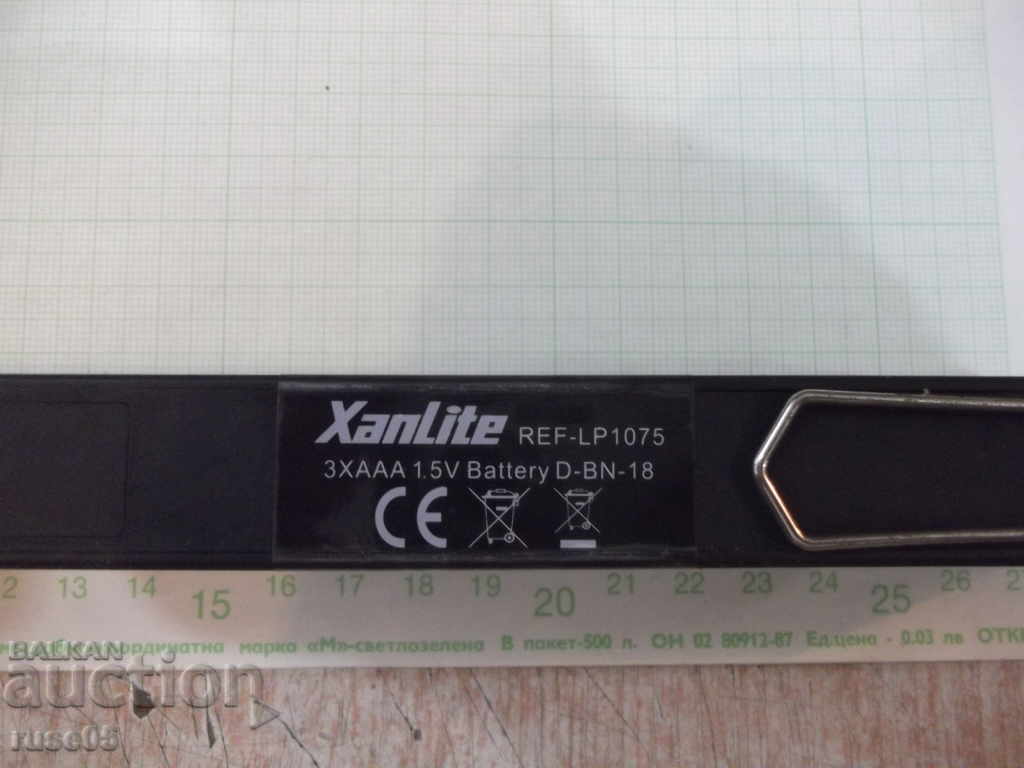 XanLite REF-LP1075
3XAAA 1.5V Battery D-BN-18
CE
12 13 14 15 16 17 18 19 20 21 22 23 24 25 26
марка «М»-светлозелена В пакет-500 л. ОН 02 80912-87 Ед.цена - 0.03 лв
BALKAN
auction
ruse05